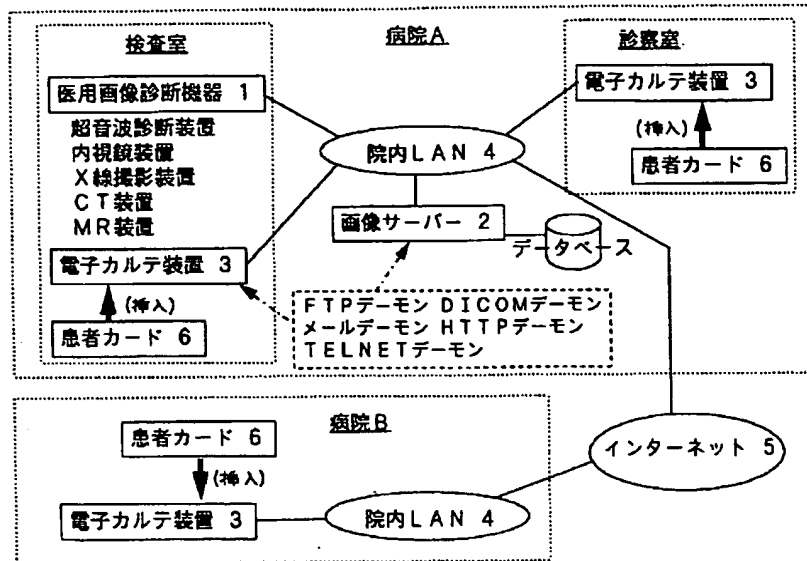 病院A
検査室
医用画像診断機器 1
超音波診断装置
内視鏡装置
X線撮影装置
CT装置
MR装置
電子カルテ装置 3
(挿入)
患者カード 6
院内LAN 4
画像サーバー 2
データベース
FTPデーモン DICOMデーモン
メールデーモン HTTPデーモン
TELNETデーモン
診察室
電子カルテ装置 3
(挿入)
患者カード 6
病院B
患者カード 6
(挿入)
電子カルテ装置 3
院内LAN 4
インターネット 5